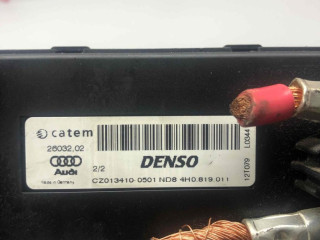 catem
26032.02
Audi
Made in Germany
2/2
DENSO
CZ013410-0501 ND8 4H0.819.011
12T079 L0344